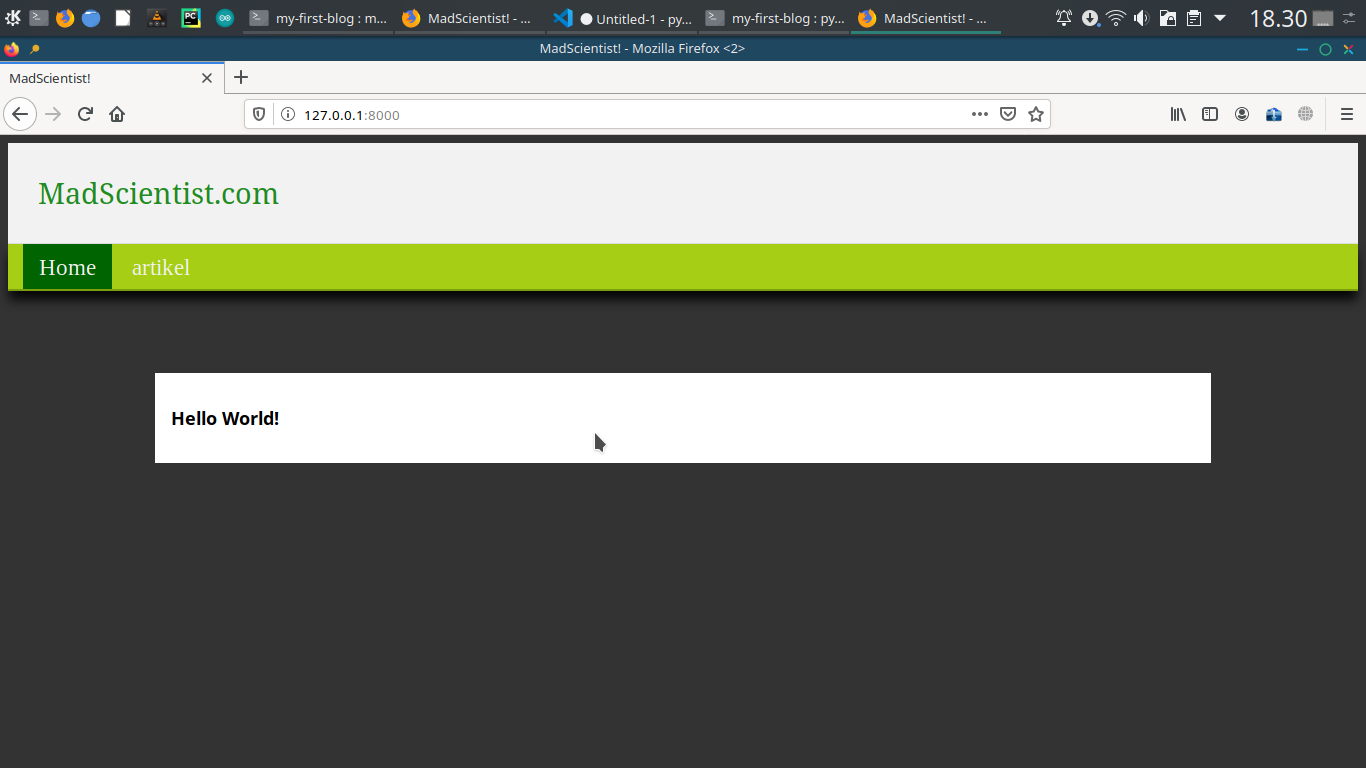 my-first-blog : m...
MadScientist! - ...
Untitled-1 - py...
my-first-blog : py...
MadScientist! - ...
18.30
MadScientist! - Mozilla Firefox <2>
MadScientist!
127.0.0.1:8000
MadScientist.com
Home artikel
Hello World!